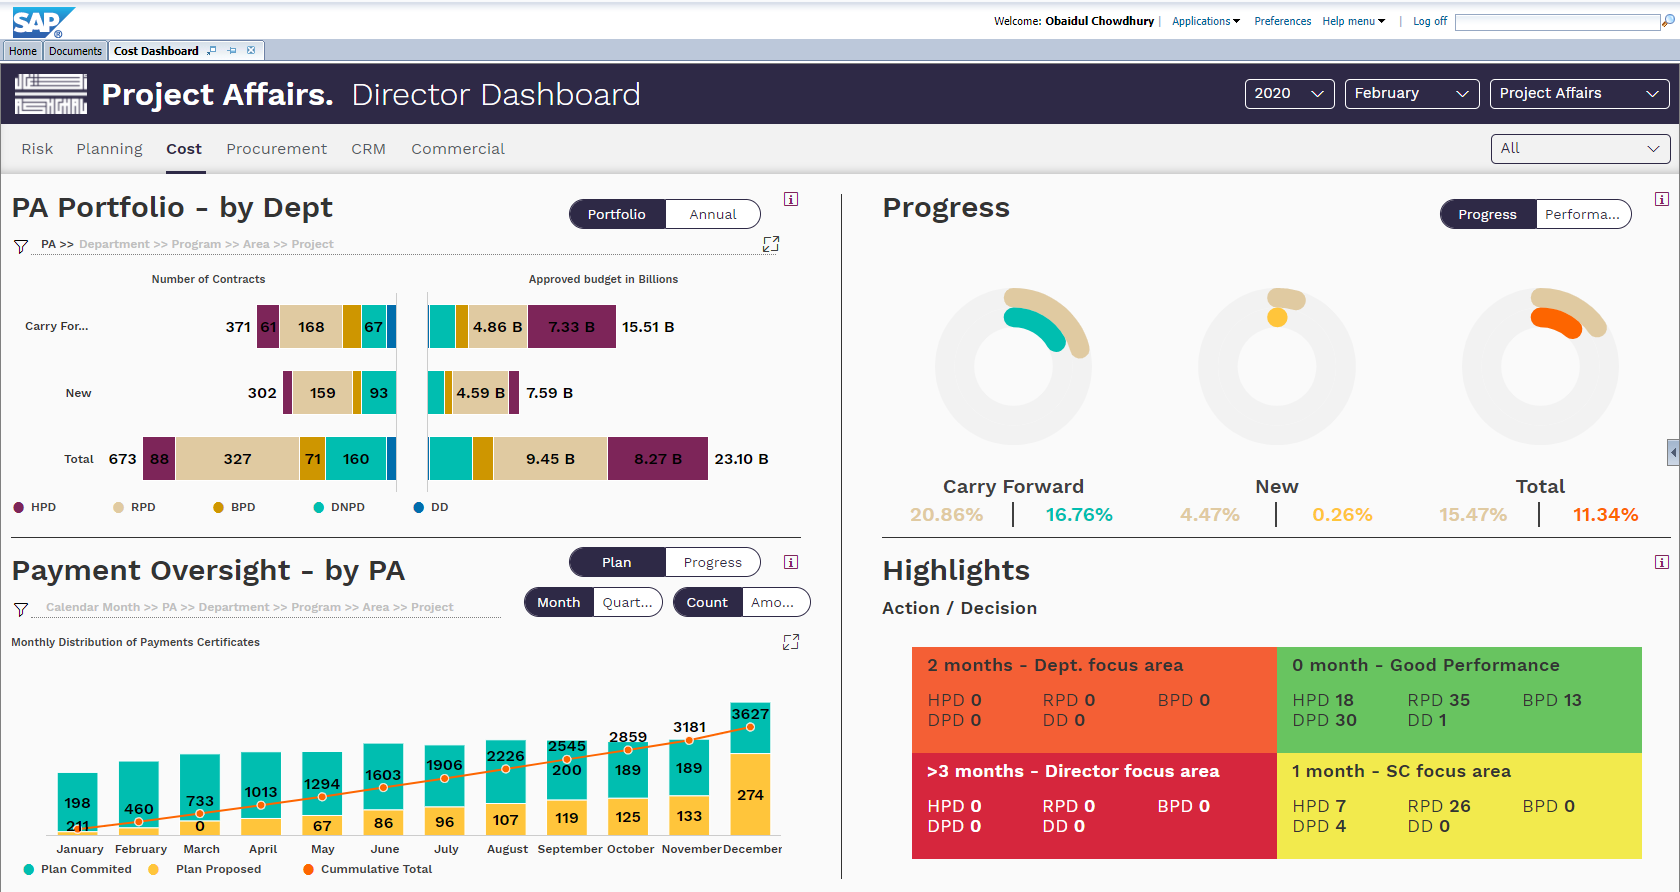 SAP ®
Welcome: Obaidul Chowdhury | Applications Preferences Help menu | Log off
Home Documents Cost Dashboard
Project Affairs. Director Dashboard
2020 February Project Affairs
Risk Planning Cost Procurement CRM Commercial
All
PA Portfolio - by Dept
Portfolio Annual
PA >> Department >> Program >> Area >> Project
Number of Contracts Approved budget in Billions
Carry For... 371 61 168 67 4.86 B 7.33 B 15.51 B
New 302 159 93 4.59 B 7.59 B
Total 673 88 327 71 160 9.45 B 8.27 B 23.10 B
HPD RPD BPD DNPD DD
Progress
Progress Performa...
Carry Forward New Total
20.86% | 16.76% 4.47% | 0.26% 15.47% | 11.34%
Payment Oversight - by PA
Plan Progress
Month Quart... Count Amo...
Calendar Month >> PA >> Department >> Program >> Area >> Project
Monthly Distribution of Payments Certificates
198 460 733 1013 1294 1603 1906 2226 2545 2859 3181 3627
200 189 189
211 0 67 86 96 107 119 125 133 274
January February March April May June July August September October November December
Plan Commited Plan Proposed Cummulative Total
Highlights
Action / Decision
2 months - Dept. focus area
HPD 0 RPD 0 BPD 0
DPD 0 DD 0
0 month - Good Performance
HPD 18 RPD 35 BPD 13
DPD 30 DD 1
>3 months - Director focus area
HPD 0 RPD 0 BPD 0
DPD 0 DD 0
1 month - SC focus area
HPD 7 RPD 26 BPD 0
DPD 4 DD 0